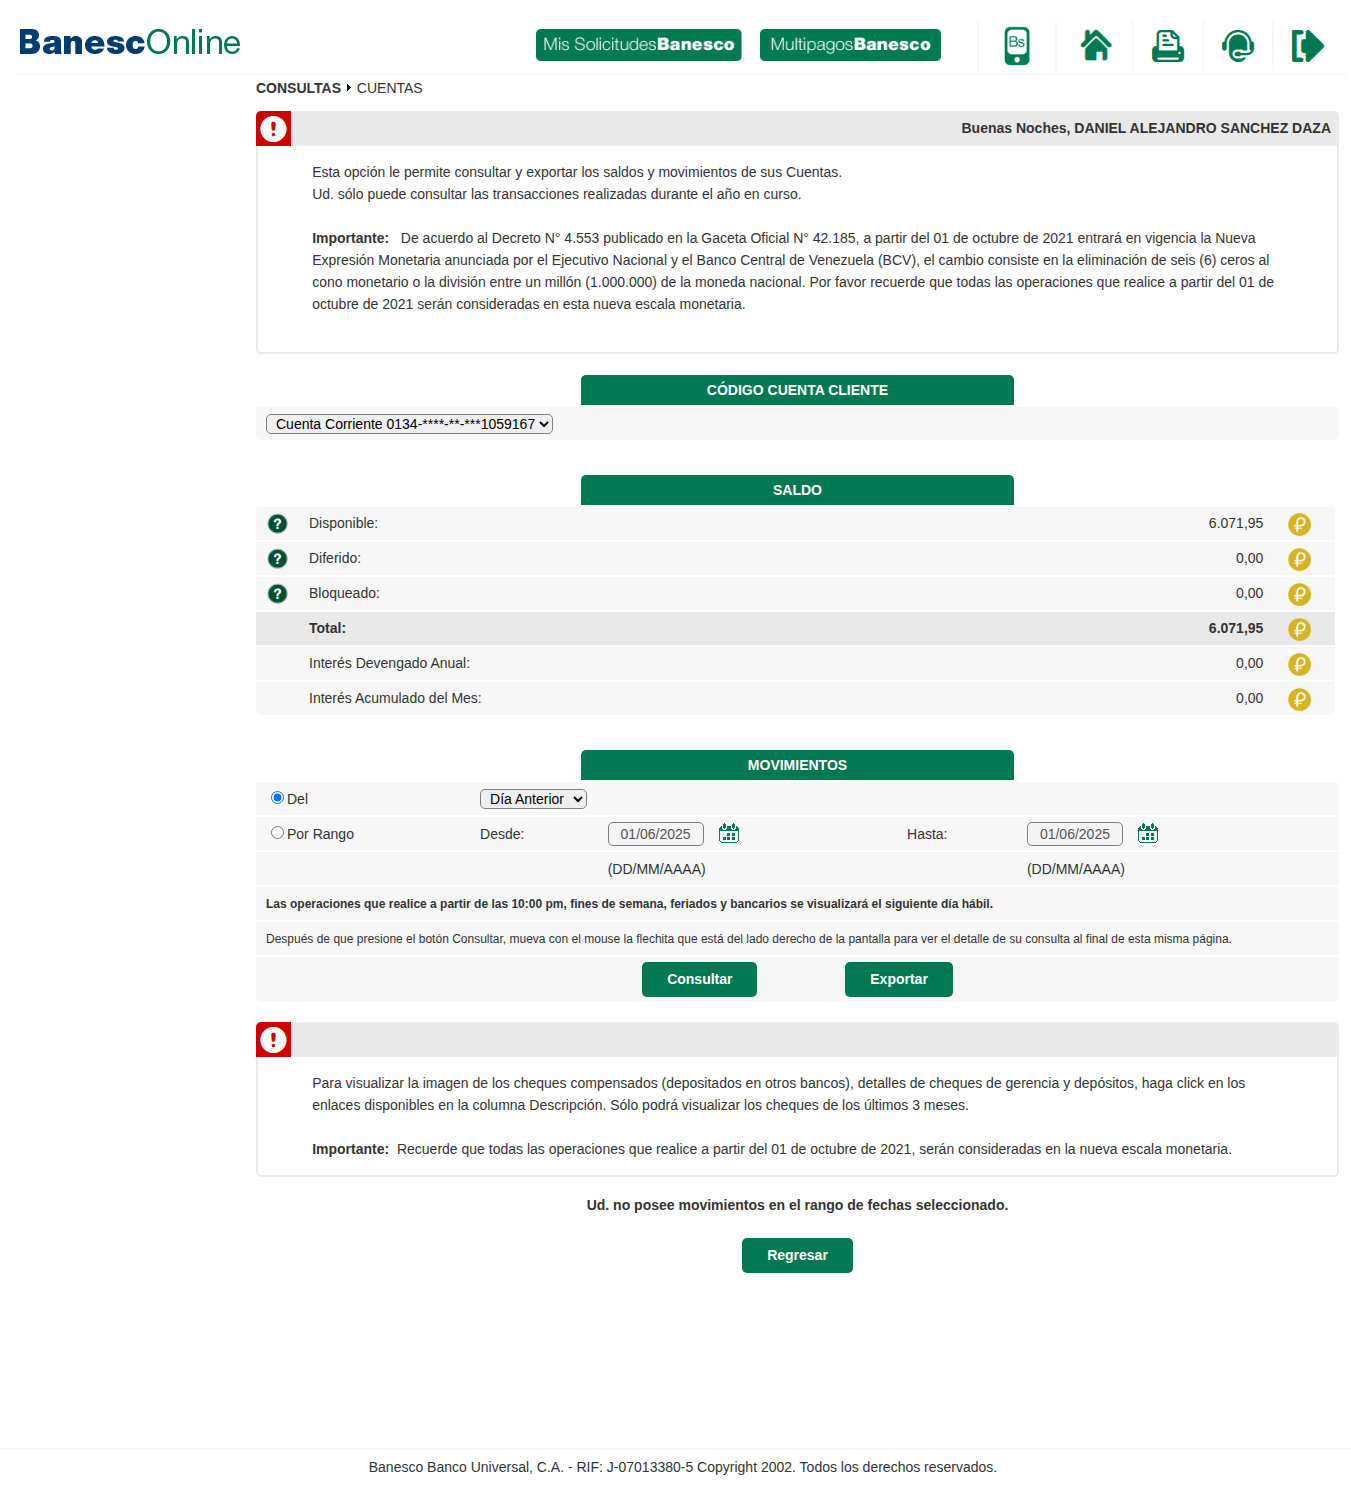 BanescOnline
Mis SolicitudesBanesco
MultipagosBanesco
Bs
CONSULTAS CUENTAS
Buenas Noches, DANIEL ALEJANDRO SANCHEZ DAZA
Esta opción le permite consultar y exportar los saldos y movimientos de sus Cuentas.
Ud. sólo puede consultar las transacciones realizadas durante el año en curso.
Importante: De acuerdo al Decreto N° 4.553 publicado en la Gaceta Oficial N° 42.185, a partir del 01 de octubre de 2021 entrará en vigencia la Nueva
Expresión Monetaria anunciada por el Ejecutivo Nacional y el Banco Central de Venezuela (BCV), el cambio consiste en la eliminación de seis (6) ceros al
cono monetario o la división entre un millón (1.000.000) de la moneda nacional. Por favor recuerde que todas las operaciones que realice a partir del 01 de
octubre de 2021 serán consideradas en esta nueva escala monetaria.
CÓDIGO CUENTA CLIENTE
Cuenta Corriente 0134-****-**-***1059167
SALDO
? Disponible: 6.071,95
? Diferido: 0,00
? Bloqueado: 0,00
Total: 6.071,95
Interés Devengado Anual: 0,00
Interés Acumulado del Mes: 0,00
MOVIMIENTOS
Del Día Anterior
Por Rango Desde: 01/06/2025 Hasta: 01/06/2025
(DD/MM/AAAA) (DD/MM/AAAA)
Las operaciones que realice a partir de las 10:00 pm, fines de semana, feriados y bancarios se visualizará el siguiente día hábil.
Después de que presione el botón Consultar, mueva con el mouse la flechita que está del lado derecho de la pantalla para ver el detalle de su consulta al final de esta misma página.
Consultar Exportar
Para visualizar la imagen de los cheques compensados (depositados en otros bancos), detalles de cheques de gerencia y depósitos, haga click en los
enlaces disponibles en la columna Descripción. Sólo podrá visualizar los cheques de los últimos 3 meses.
Importante: Recuerde que todas las operaciones que realice a partir del 01 de octubre de 2021, serán consideradas en la nueva escala monetaria.
Ud. no posee movimientos en el rango de fechas seleccionado.
Regresar
Banesco Banco Universal, C.A. - RIF: J-07013380-5 Copyright 2002. Todos los derechos reservados.